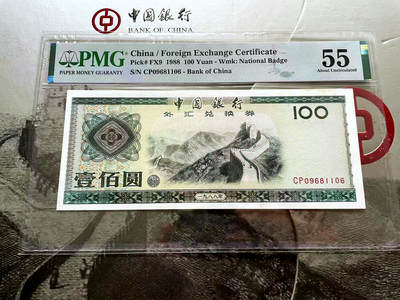 中国银行
BANK OF CHINA
PMG
PAPER MONEY GUARANTY
China / Foreign Exchange Certificate
Pick# FX9 1988 100 Yuan - Wmk: National Badge
S/N CP09681106 - Bank of China
55
About Uncirculated
中国银行
外汇兑换券
100
壹佰圆
CP09681106
一九八八年